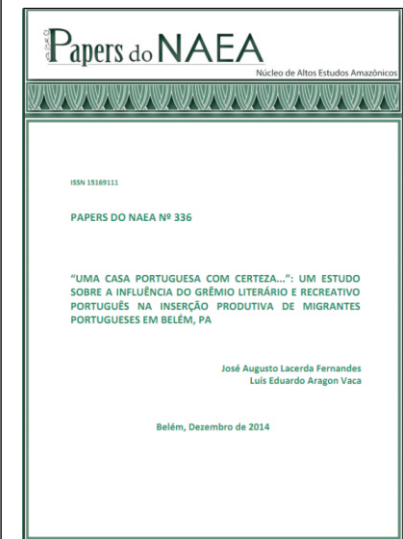 Papers do NAEA
Núcleo de Altos Estudos Amazônicos
ISSN 15169111
PAPERS DO NAEA Nº 336
"UMA CASA PORTUGUESA COM CERTEZA...": UM ESTUDO
SOBRE A INFLUÊNCIA DO GRÊMIO LITERÁRIO E RECREATIVO
PORTUGUÊS NA INSERÇÃO PRODUTIVA DE MIGRANTES
PORTUGUESES EM BELÉM, PA
José Augusto Lacerda Fernandes
Luis Eduardo Aragon Vaca
Belém, Dezembro de 2014